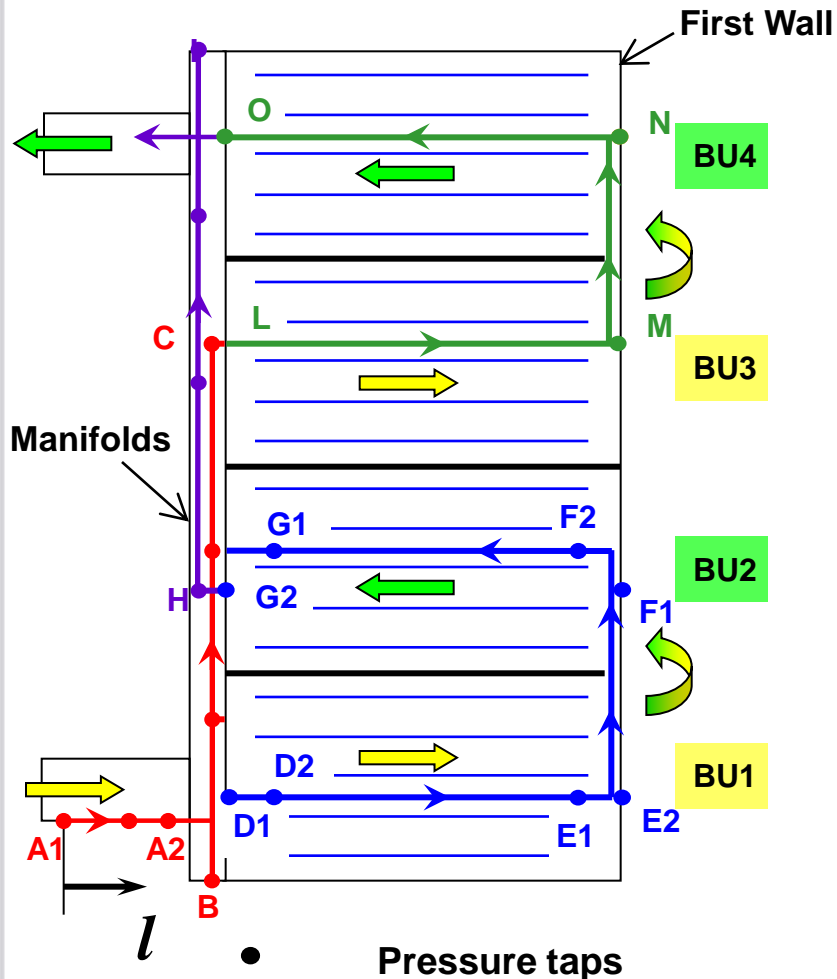 First Wall
I
O
N
BU4
C
L
M
BU3
Manifolds
G1
F2
BU2
H
G2
F1
D2
BU1
D1
E1
E2
A1
A2
B
l
Pressure taps